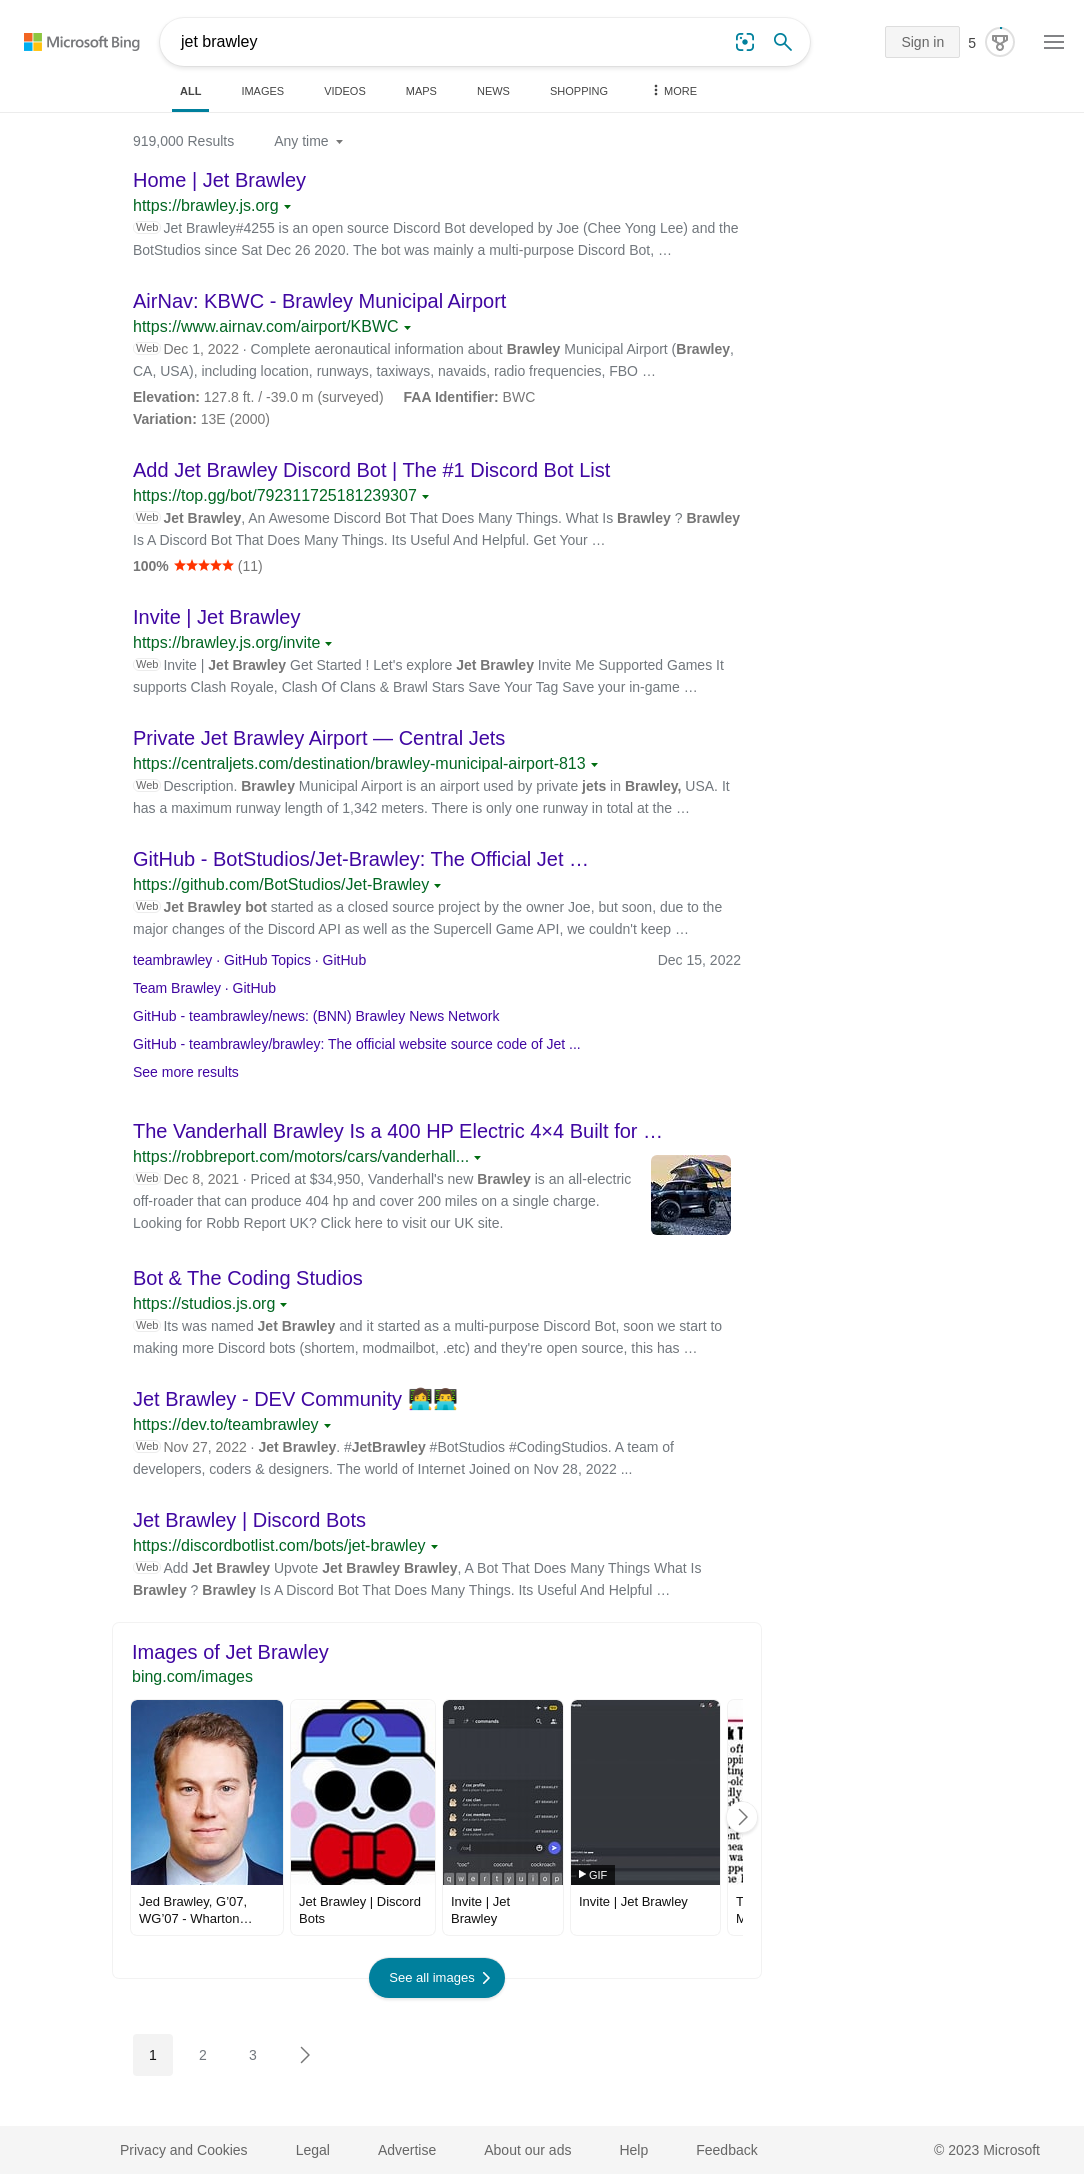 Microsoft Bing
jet brawley
Sign in
5
ALL
IMAGES
VIDEOS
MAPS
NEWS
SHOPPING
MORE
919,000 Results
Any time
Home | Jet Brawley
https://brawley.js.org
Web Jet Brawley#4255 is an open source Discord Bot developed by Joe (Chee Yong Lee) and the
BotStudios since Sat Dec 26 2020. The bot was mainly a multi-purpose Discord Bot, …
AirNav: KBWC - Brawley Municipal Airport
https://www.airnav.com/airport/KBWC
Web Dec 1, 2022 · Complete aeronautical information about Brawley Municipal Airport (Brawley,
CA, USA), including location, runways, taxiways, navaids, radio frequencies, FBO …
Elevation: 127.8 ft. / -39.0 m (surveyed) FAA Identifier: BWC
Variation: 13E (2000)
Add Jet Brawley Discord Bot | The #1 Discord Bot List
https://top.gg/bot/792311725181239307
Web Jet Brawley, An Awesome Discord Bot That Does Many Things. What Is Brawley ? Brawley
Is A Discord Bot That Does Many Things. Its Useful And Helpful. Get Your …
100% ★★★★★ (11)
Invite | Jet Brawley
https://brawley.js.org/invite
Web Invite | Jet Brawley Get Started ! Let's explore Jet Brawley Invite Me Supported Games It
supports Clash Royale, Clash Of Clans & Brawl Stars Save Your Tag Save your in-game …
Private Jet Brawley Airport — Central Jets
https://centraljets.com/destination/brawley-municipal-airport-813
Web Description. Brawley Municipal Airport is an airport used by private jets in Brawley, USA. It
has a maximum runway length of 1,342 meters. There is only one runway in total at the …
GitHub - BotStudios/Jet-Brawley: The Official Jet …
https://github.com/BotStudios/Jet-Brawley
Web Jet Brawley bot started as a closed source project by the owner Joe, but soon, due to the
major changes of the Discord API as well as the Supercell Game API, we couldn't keep …
teambrawley · GitHub Topics · GitHub
Dec 15, 2022
Team Brawley · GitHub
GitHub - teambrawley/news: (BNN) Brawley News Network
GitHub - teambrawley/brawley: The official website source code of Jet ...
See more results
The Vanderhall Brawley Is a 400 HP Electric 4×4 Built for …
https://robbreport.com/motors/cars/vanderhall...
Web Dec 8, 2021 · Priced at $34,950, Vanderhall's new Brawley is an all-electric
off-roader that can produce 404 hp and cover 200 miles on a single charge.
Looking for Robb Report UK? Click here to visit our UK site.
Bot & The Coding Studios
https://studios.js.org
Web Its was named Jet Brawley and it started as a multi-purpose Discord Bot, soon we start to
making more Discord bots (shortem, modmailbot, .etc) and they're open source, this has …
Jet Brawley - DEV Community 👩‍💻👨‍💻
https://dev.to/teambrawley
Web Nov 27, 2022 · Jet Brawley. #JetBrawley #BotStudios #CodingStudios. A team of
developers, coders & designers. The world of Internet Joined on Nov 28, 2022 ...
Jet Brawley | Discord Bots
https://discordbotlist.com/bots/jet-brawley
Web Add Jet Brawley Upvote Jet Brawley Brawley, A Bot That Does Many Things What Is
Brawley ? Brawley Is A Discord Bot That Does Many Things. Its Useful And Helpful …
Images of Jet Brawley
bing.com/images
9:03
commands
/ coc profile
/ coc clan
/ coc members
/ coc save
/coc
"coc" coconut cockroach
q w e r t y u i o p
GIF
Jed Brawley, G'07,
WG'07 - Wharton…
Jet Brawley | Discord
Bots
Invite | Jet
Brawley
Invite | Jet Brawley
See all images
1
2
3
Privacy and Cookies
Legal
Advertise
About our ads
Help
Feedback
© 2023 Microsoft